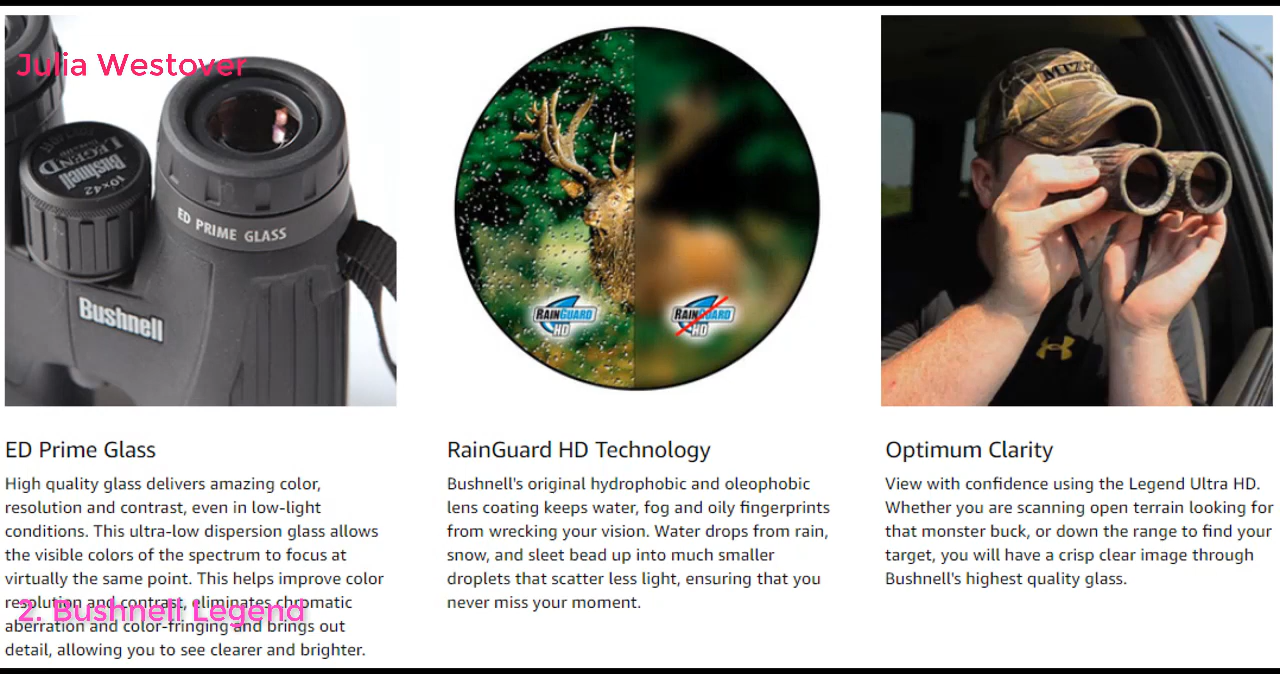 Julia Westover
Bushnell
LEGEND
10x42
ED PRIME GLASS
Bushnell
RAINGUARD
HD
RAINGUARD
HD
ED Prime Glass
High quality glass delivers amazing color,
resolution and contrast, even in low-light
conditions. This ultra-low dispersion glass allows
the visible colors of the spectrum to focus at
virtually the same point. This helps improve color
resolution and contrast, eliminates chromatic
aberration and color-fringing and brings out
detail, allowing you to see clearer and brighter.
2. Bushnell Legend
RainGuard HD Technology
Bushnell's original hydrophobic and oleophobic
lens coating keeps water, fog and oily fingerprints
from wrecking your vision. Water drops from rain,
snow, and sleet bead up into much smaller
droplets that scatter less light, ensuring that you
never miss your moment.
Optimum Clarity
View with confidence using the Legend Ultra HD.
Whether you are scanning open terrain looking for
that monster buck, or down the range to find your
target, you will have a crisp clear image through
Bushnell's highest quality glass.